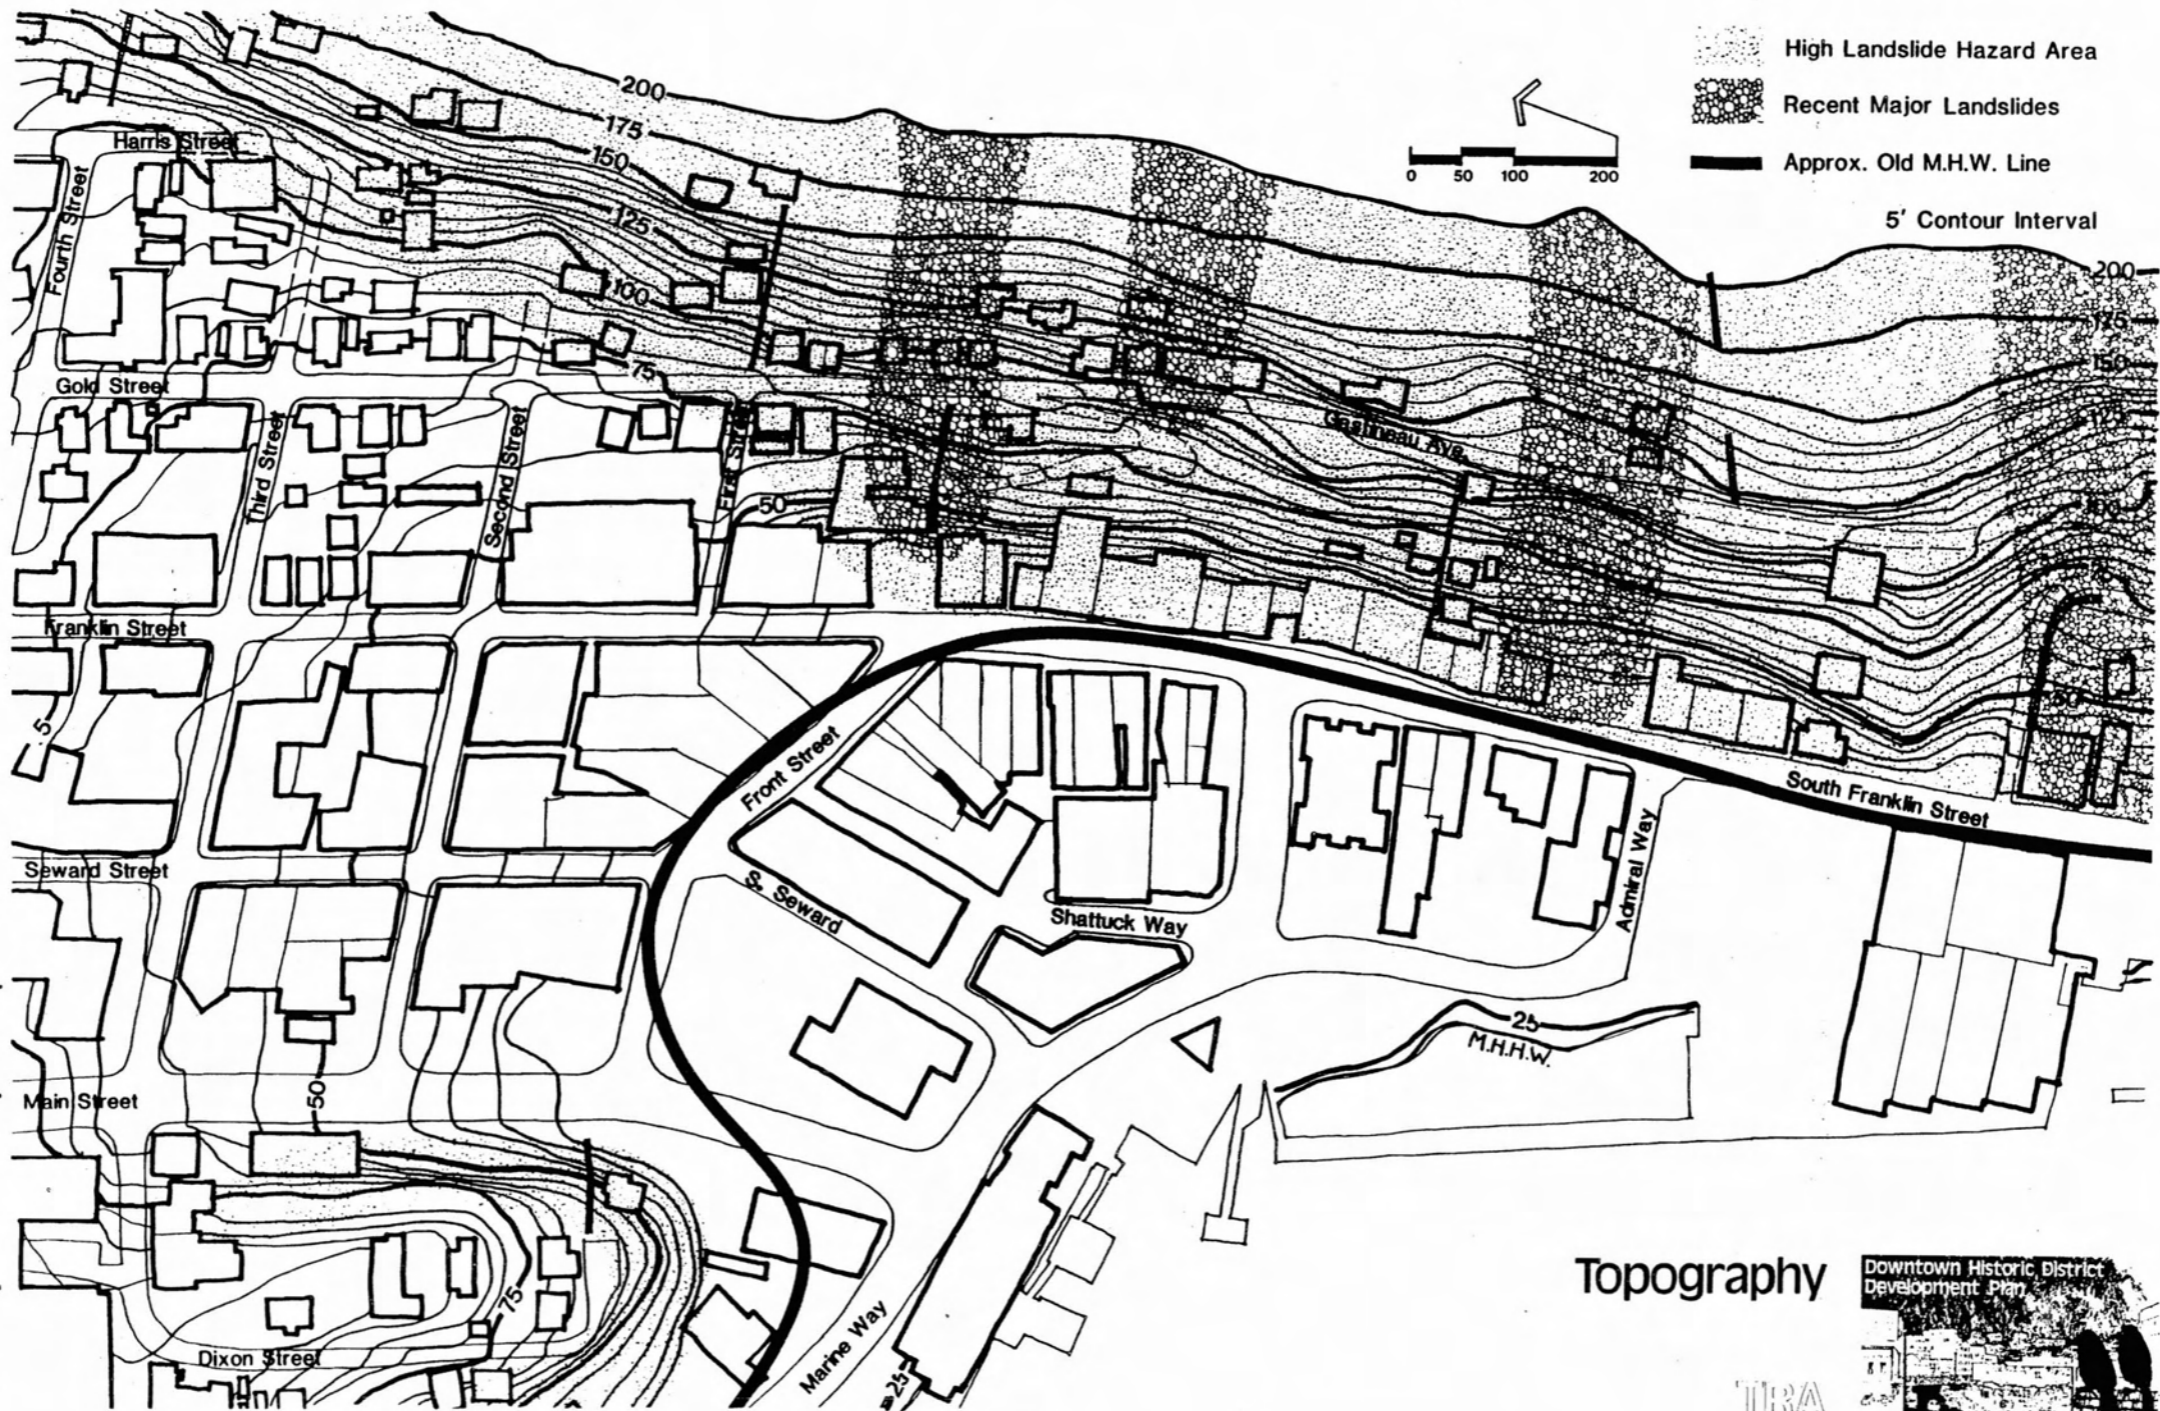 High Landslide Hazard Area
Recent Major Landslides
Approx. Old M.H.W. Line
5' Contour Interval
0 50 100 200
200
175
150
125
100
75
50
200
175
150
100
50
Harris Street
Fourth Street
Gold Street
Third Street
Second Street
First Street
Gastineau Ave.
Franklin Street
Front Street
South Franklin Street
Seward Street
S. Seward
Shattuck Way
Admiral Way
25
M.H.H.W.
Main Street
50
75
Dixon Street
Marine Way
25
Topography
Downtown Historic District
Development Plan
TRA